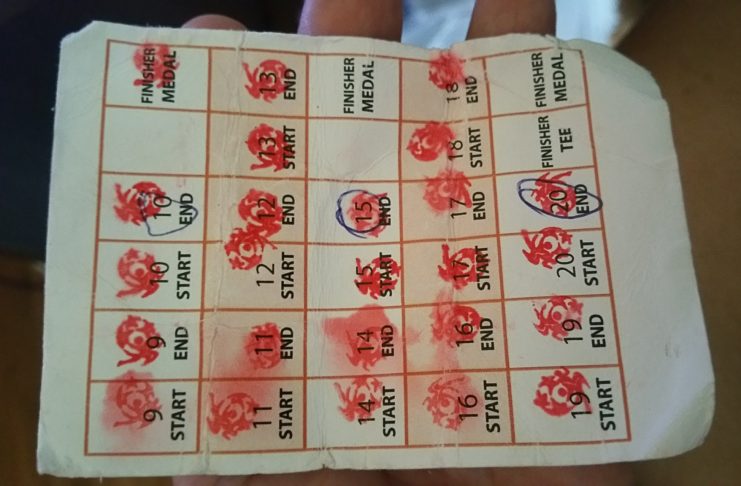 9
START
9
END
10
START
10
END
FINISHER
MEDAL
11
START
11
END
12
START
12
END
13
START
13
END
14
START
14
END
15
START
15
END
FINISHER
MEDAL
16
START
16
END
17
START
17
END
18
START
18
END
19
START
19
END
20
START
20
END
FINISHER
TEE
FINISHER
MEDAL